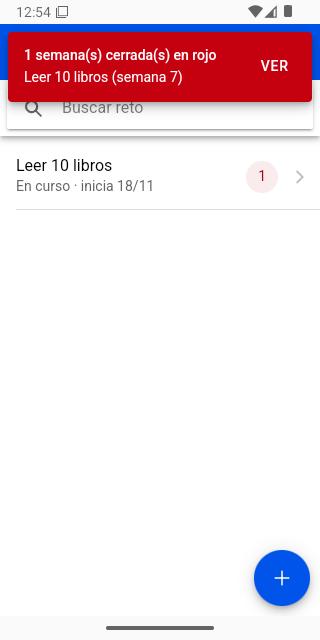 12:54
1 semana(s) cerrada(s) en rojo
Leer 10 libros (semana 7)
VER
Buscar reto
Leer 10 libros
En curso · inicia 18/11
1